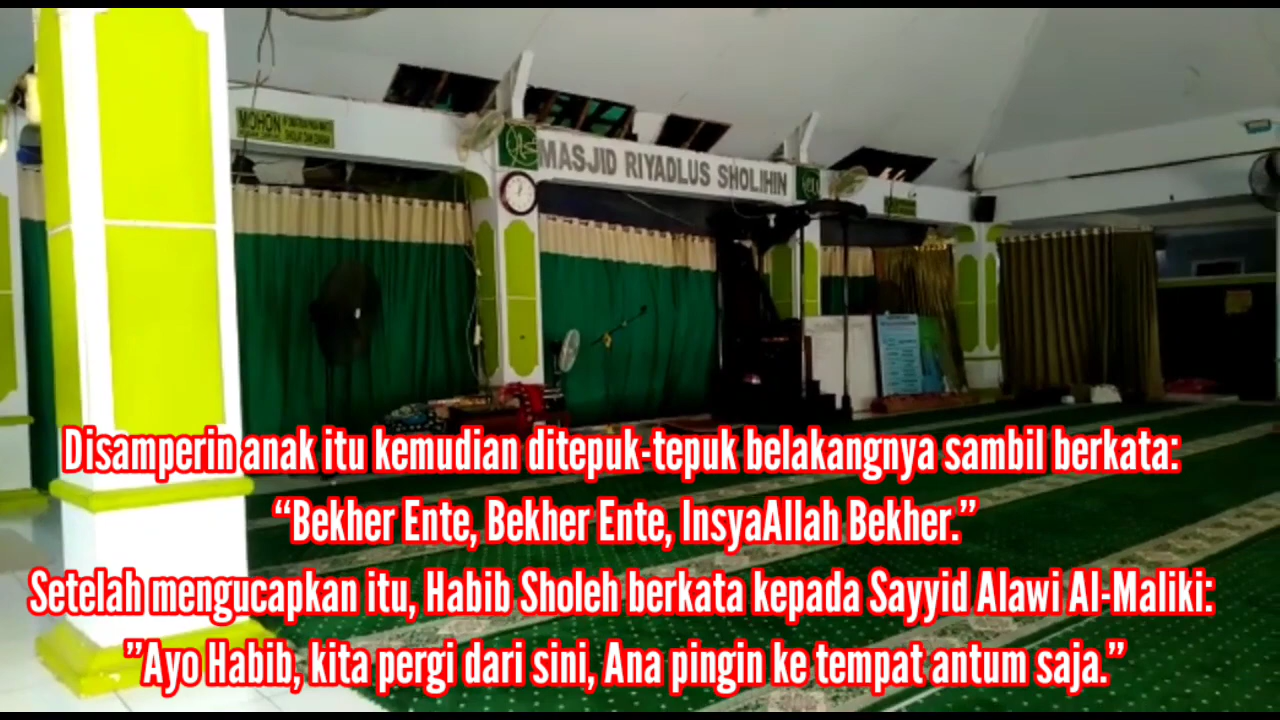 MOHON
MASJID RIYADLUS SHOLIHIN
Disamperin anak itu kemudian ditepuk-tepuk belakangnya sambil berkata:
“Bekher Ente, Bekher Ente, InsyaAllah Bekher.”
Setelah mengucapkan itu, Habib Sholeh berkata kepada Sayyid Alawi Al-Maliki:
”Ayo Habib, kita pergi dari sini, Ana pingin ke tempat antum saja.”